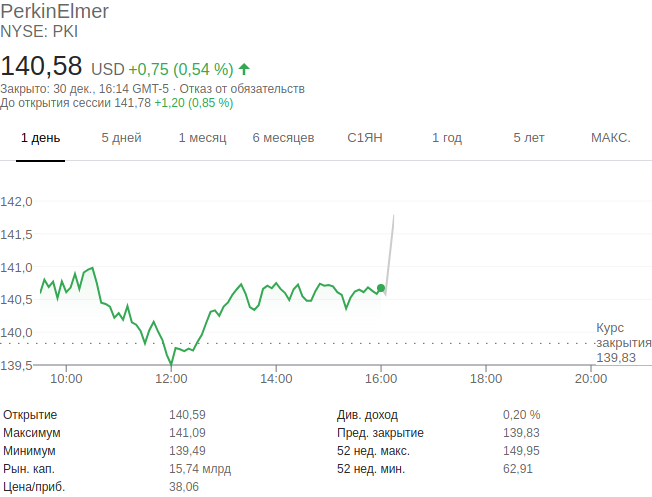 PerkinElmer
NYSE: PKI
140,58 USD +0,75 (0,54 %)
Закрыто: 30 дек., 16:14 GMT-5 · Отказ от обязательств
До открытия сессии 141,78 +1,20 (0,85 %)
1 день 5 дней 1 месяц 6 месяцев С1ЯН 1 год 5 лет МАКС.
142,0
141,5
141,0
140,5
140,0
139,5
Курс
закрытия
139,83
10:00 12:00 14:00 16:00 18:00 20:00
Открытие 140,59 Див. доход 0,20 %
Максимум 141,09 Пред. закрытие 139,83
Минимум 139,49 52 нед. макс. 149,95
Рын. кап. 15,74 млрд 52 нед. мин. 62,91
Цена/приб. 38,06